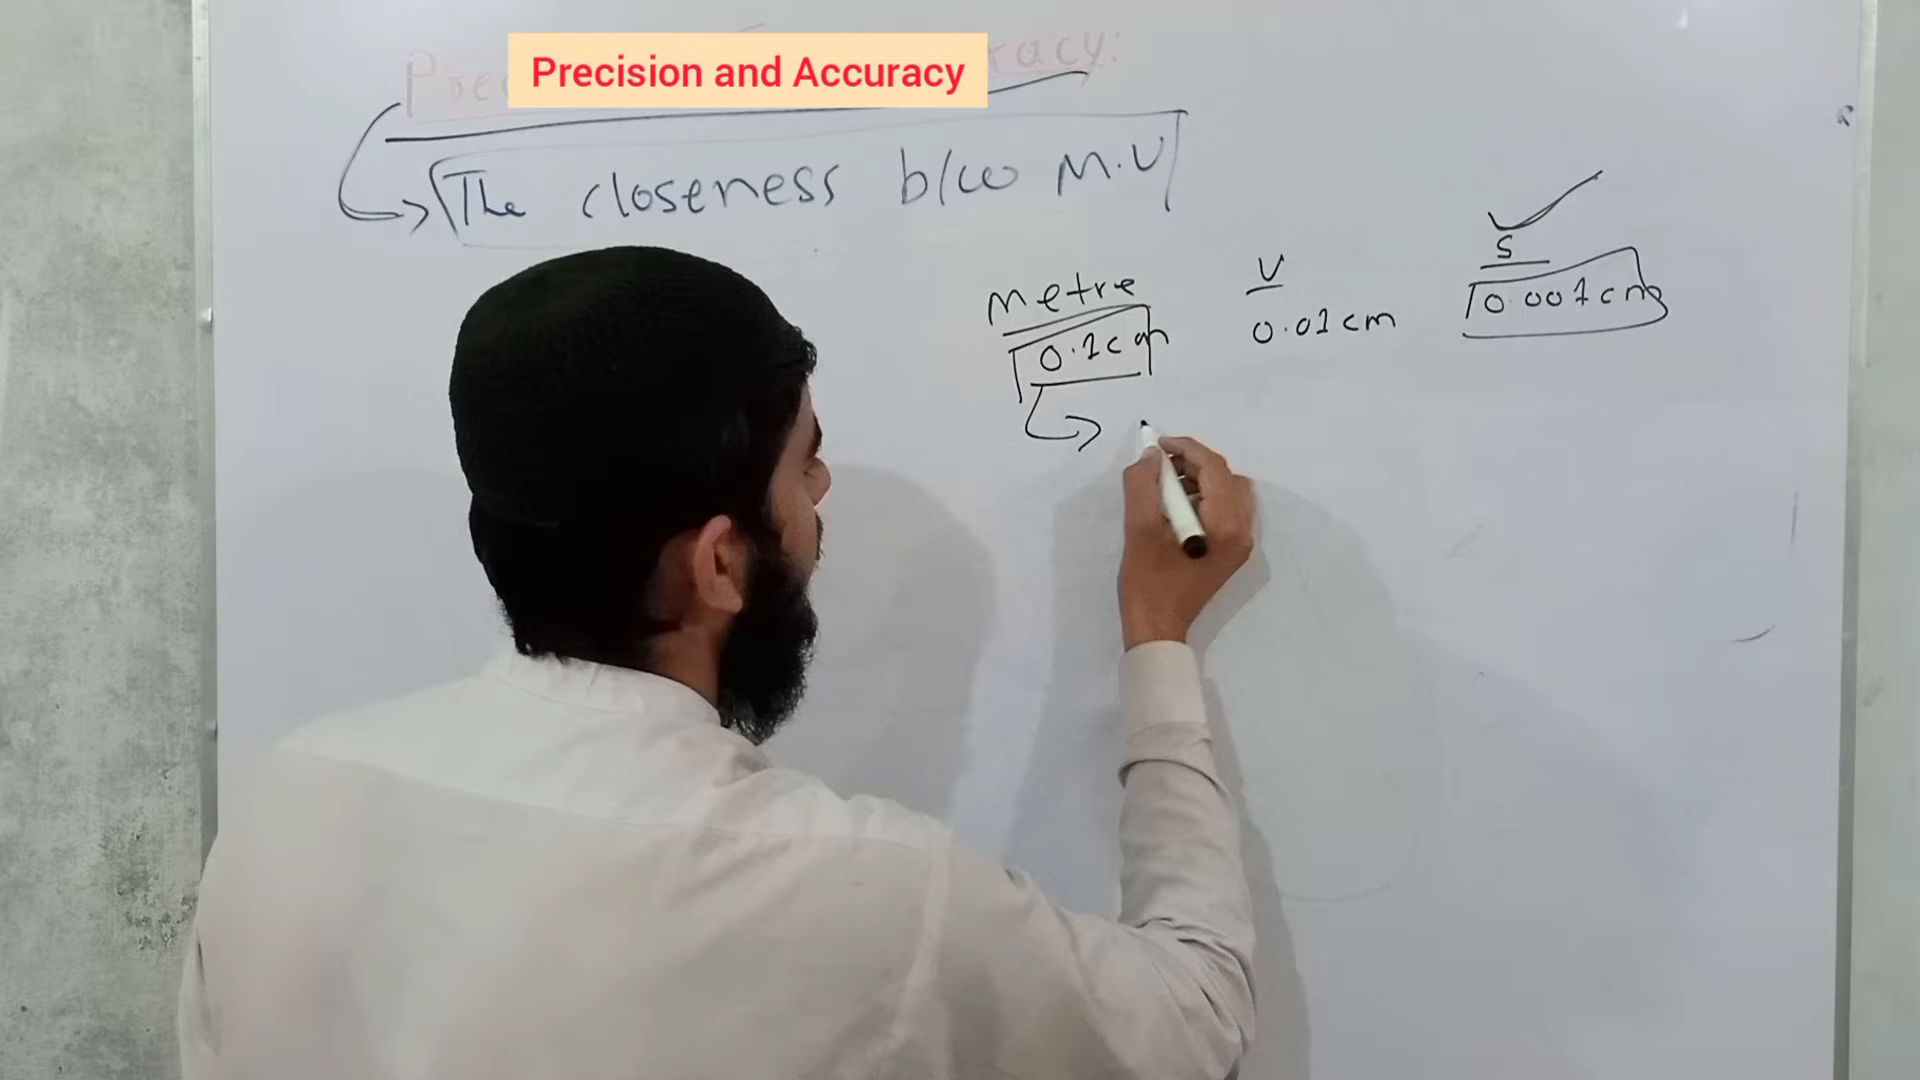 Precision and Accuracy
The closeness b/w M.V
metre V S
0.1cm 0.01cm 0.001cm